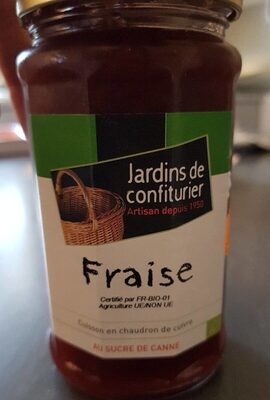 Jardins de
confiturier
Artisan depuis 1950
Fraise
Certifié par FR-BIO-01
Agriculture UE/NON UE
Cuisson en chaudron de cuivre
AU SUCRE DE CANNE